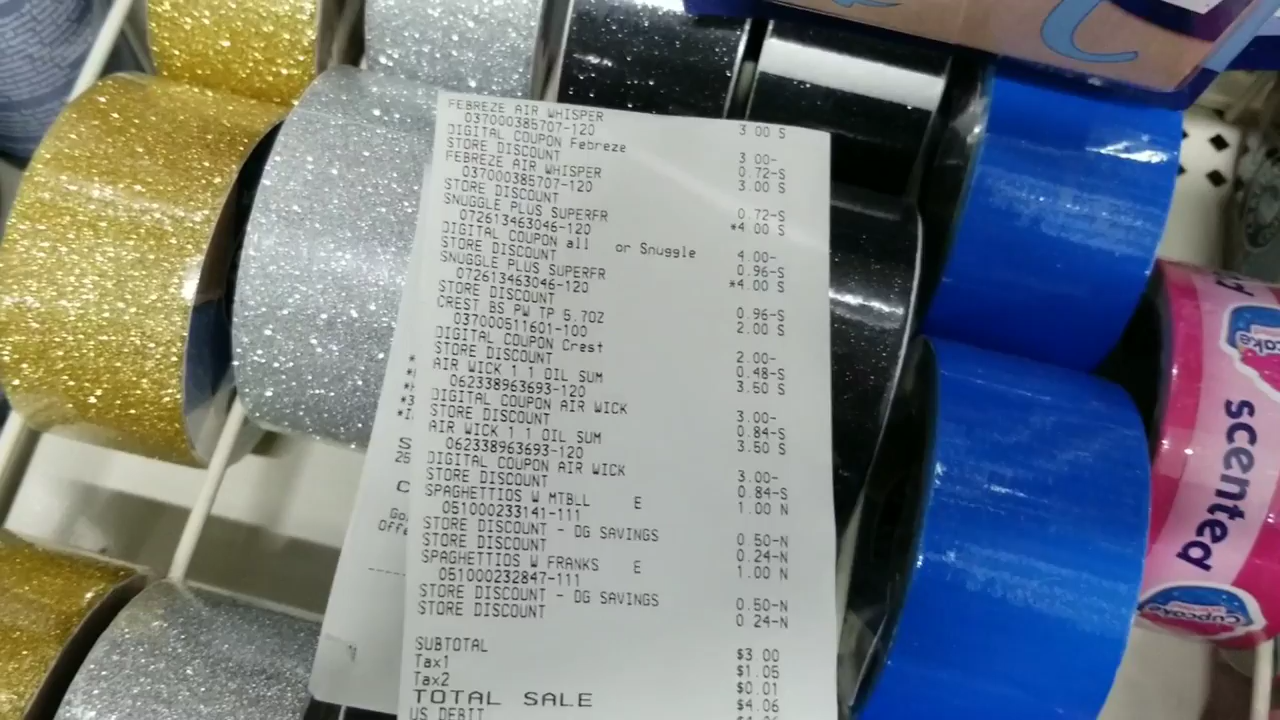 FEBREZE AIR WHISPER
037000385707-120 3 00 S
DIGITAL COUPON Febreze 3 00-
STORE DISCOUNT 0.72-S
FEBREZE AIR WHISPER 3.00 S
037000385707-120
STORE DISCOUNT 0.72-S
SNUGGLE PLUS SUPERFR *4 00 S
072613463046-120
DIGITAL COUPON all or Snuggle 4.00-
STORE DISCOUNT 0.96-S
SNUGGLE PLUS SUPERFR *4.00 S
072613463046-120
STORE DISCOUNT 0.96-S
CREST BS PW TP 5.7OZ 2.00 S
037000511601-100
DIGITAL COUPON Crest 2.00-
STORE DISCOUNT 0.48-S
AIR WICK 1 1 OIL SUM 3.50 S
062338963693-120
DIGITAL COUPON AIR WICK 3.00-
STORE DISCOUNT 0.84-S
AIR WICK 1 1 OIL SUM 3.50 S
062338963693-120
DIGITAL COUPON AIR WICK 3.00-
STORE DISCOUNT 0.84-S
SPAGHETTIOS W MTBLL E 1.00 N
051000233141-111
STORE DISCOUNT - DG SAVINGS 0.50-N
STORE DISCOUNT 0.24-N
SPAGHETTIOS W FRANKS E 1.00 N
051000232847-111
STORE DISCOUNT - DG SAVINGS 0.50-N
STORE DISCOUNT 0 24-N
SUBTOTAL $3 00
Tax1 $1.05
Tax2 $0.01
TOTAL SALE $4.06
US DEBIT
scented
Cupcake